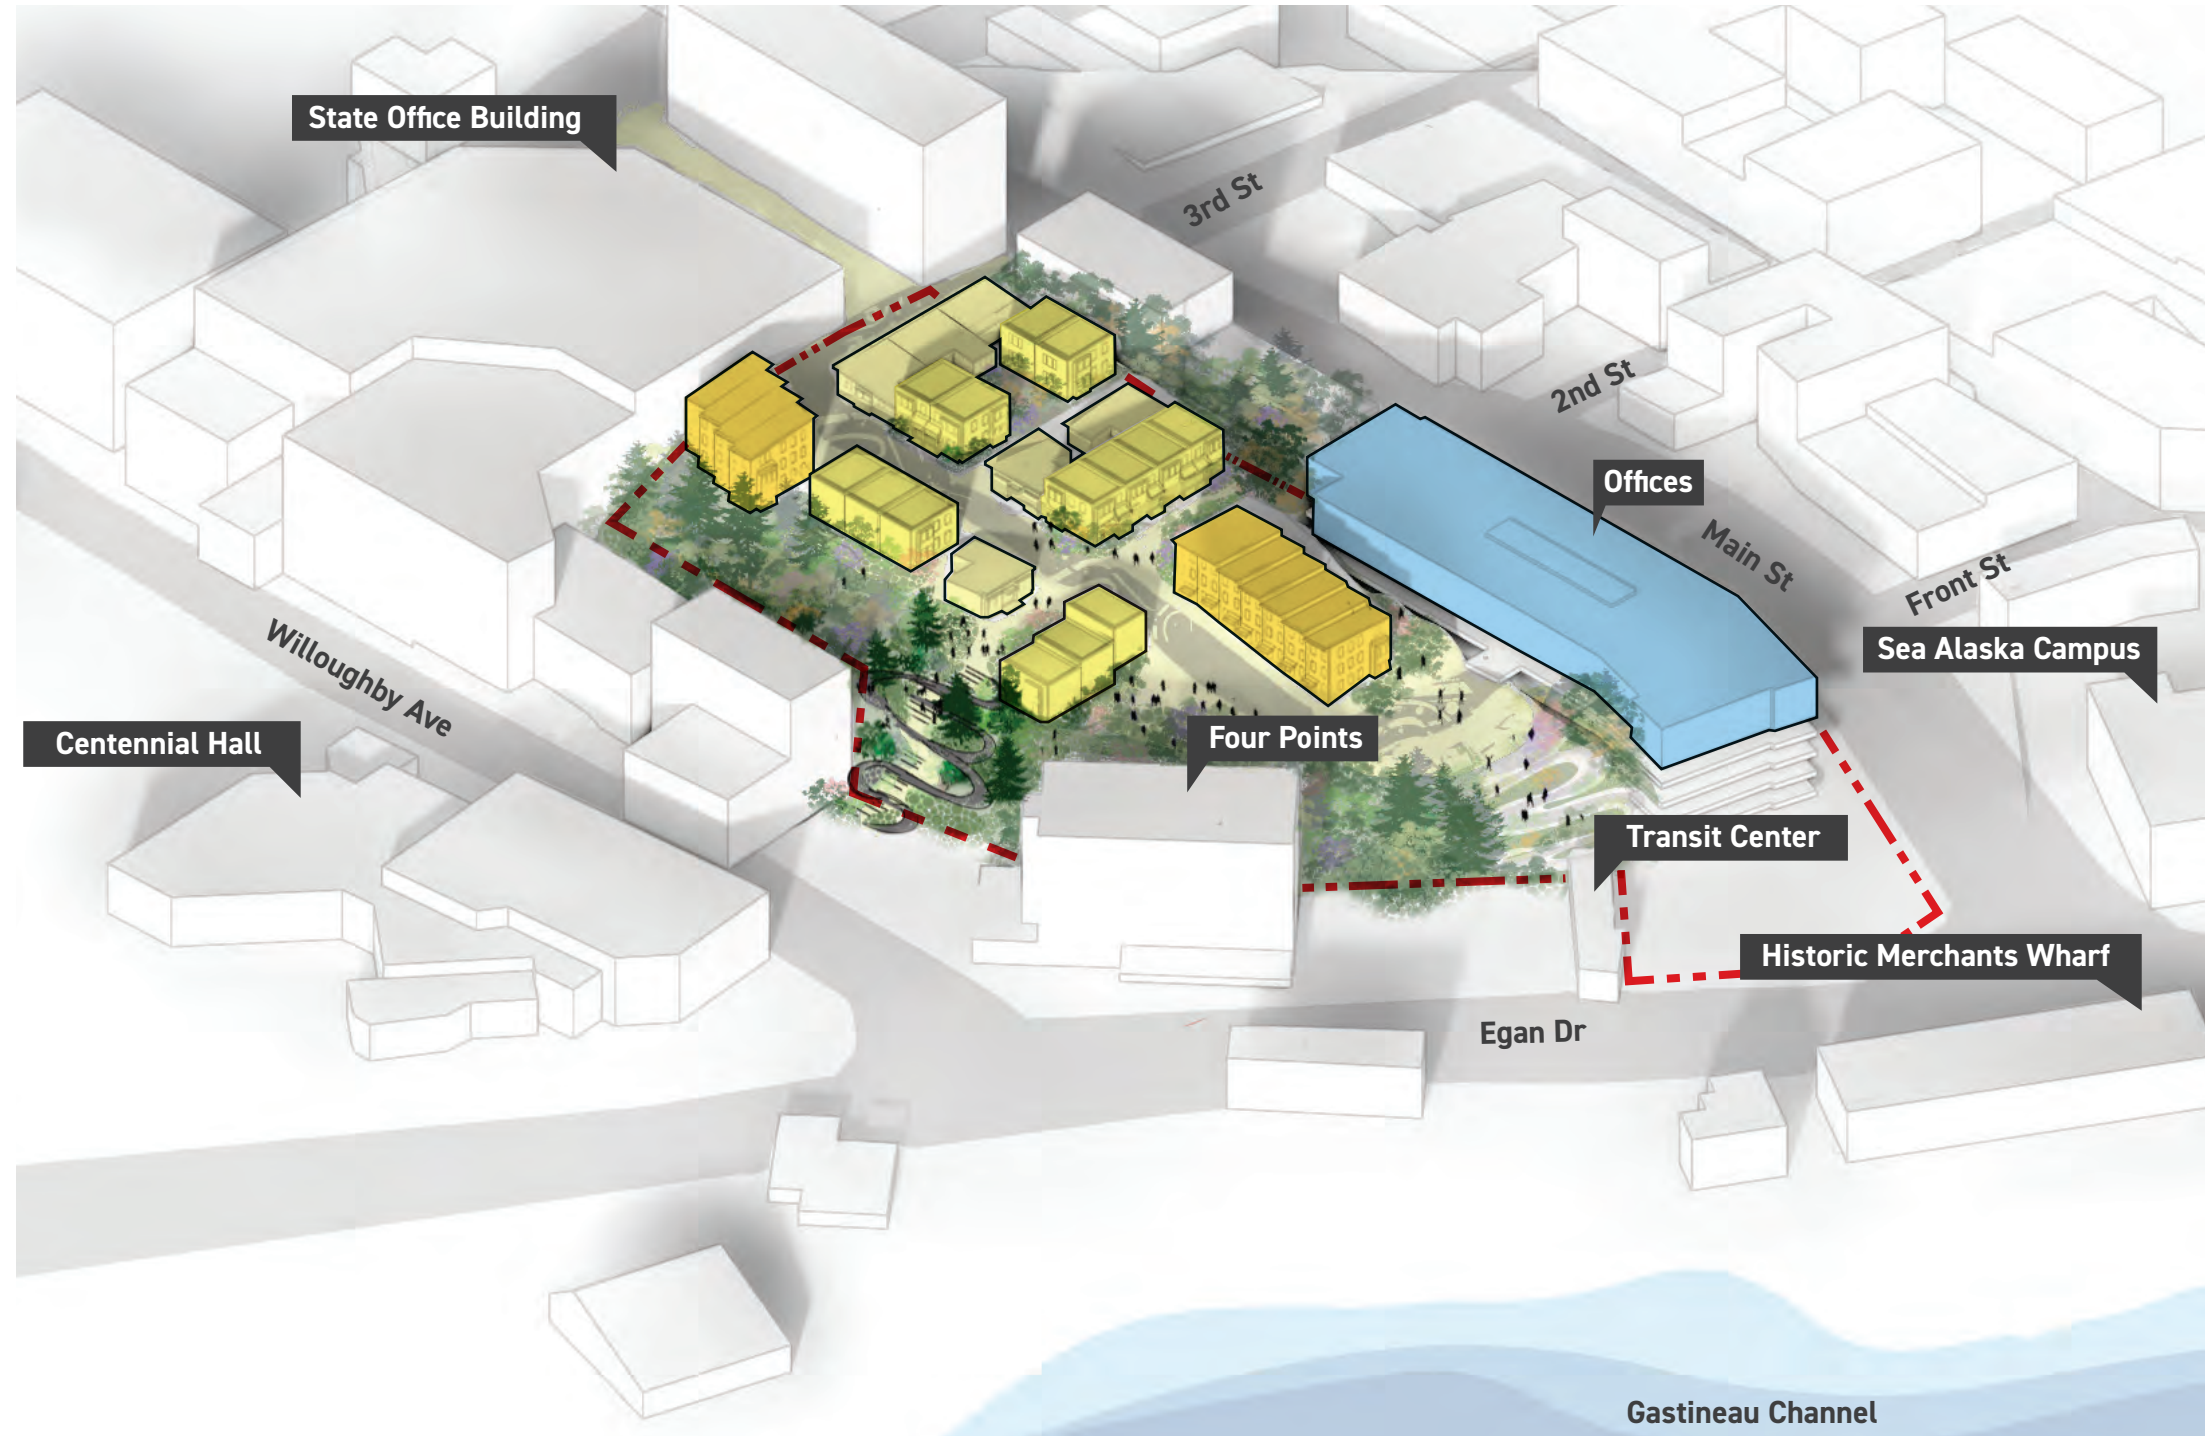 State Office Building
3rd St
2nd St
Offices
Main St
Front St
Sea Alaska Campus
Willoughby Ave
Centennial Hall
Four Points
Transit Center
Historic Merchants Wharf
Egan Dr
Gastineau Channel